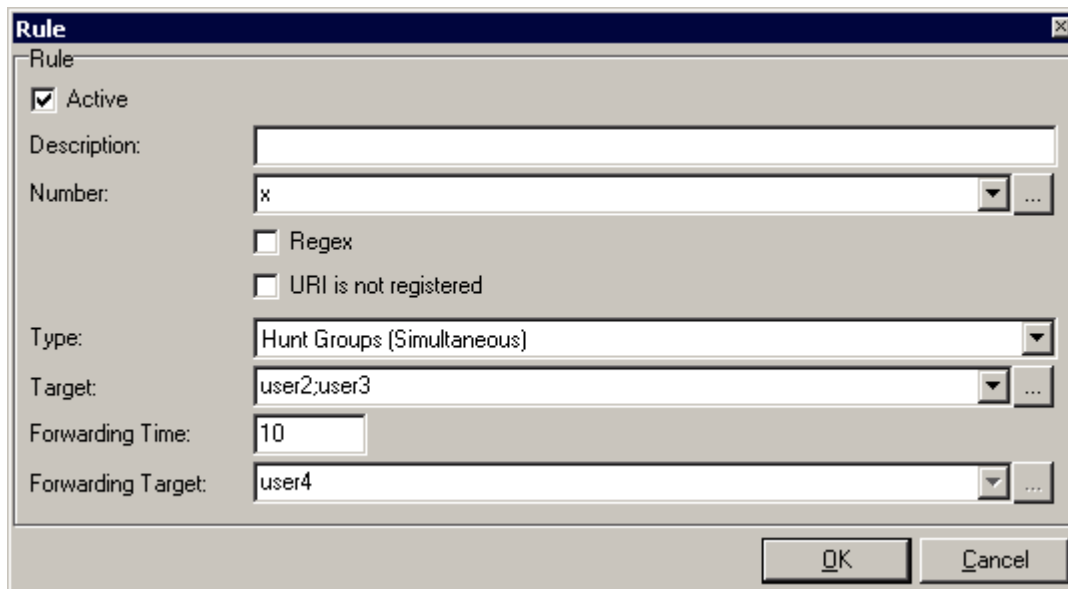 Rule
Rule
Active
Description:
Number: x ...
Regex
URI is not registered
Type: Hunt Groups (Simultaneous)
Target: user2;user3 ...
Forwarding Time: 10
Forwarding Target: user4 ...
OK Cancel